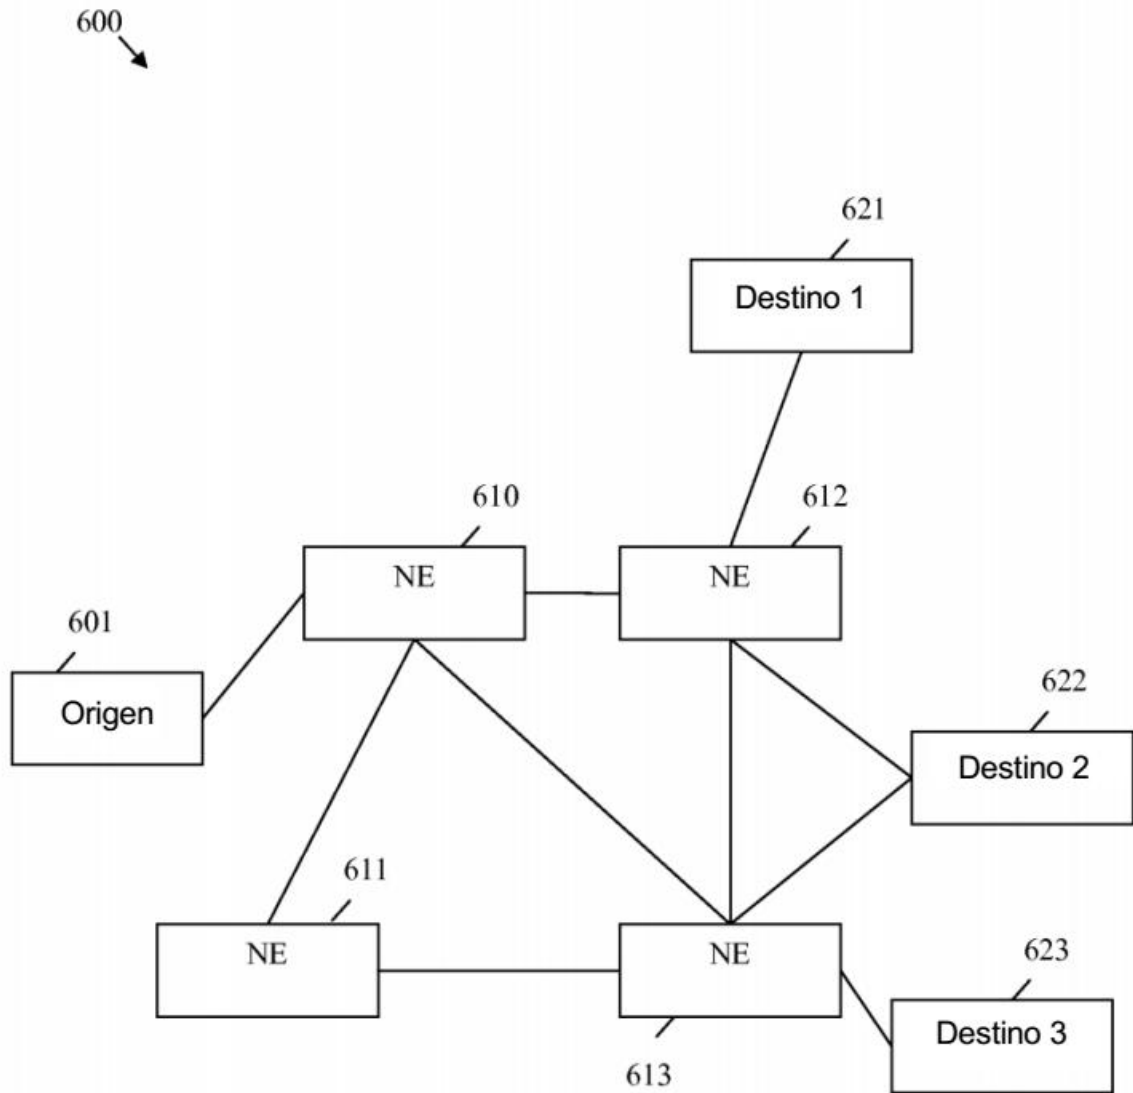 600
621
Destino 1
610
612
NE
NE
601
Origen
622
Destino 2
611
NE
NE
623
Destino 3
613